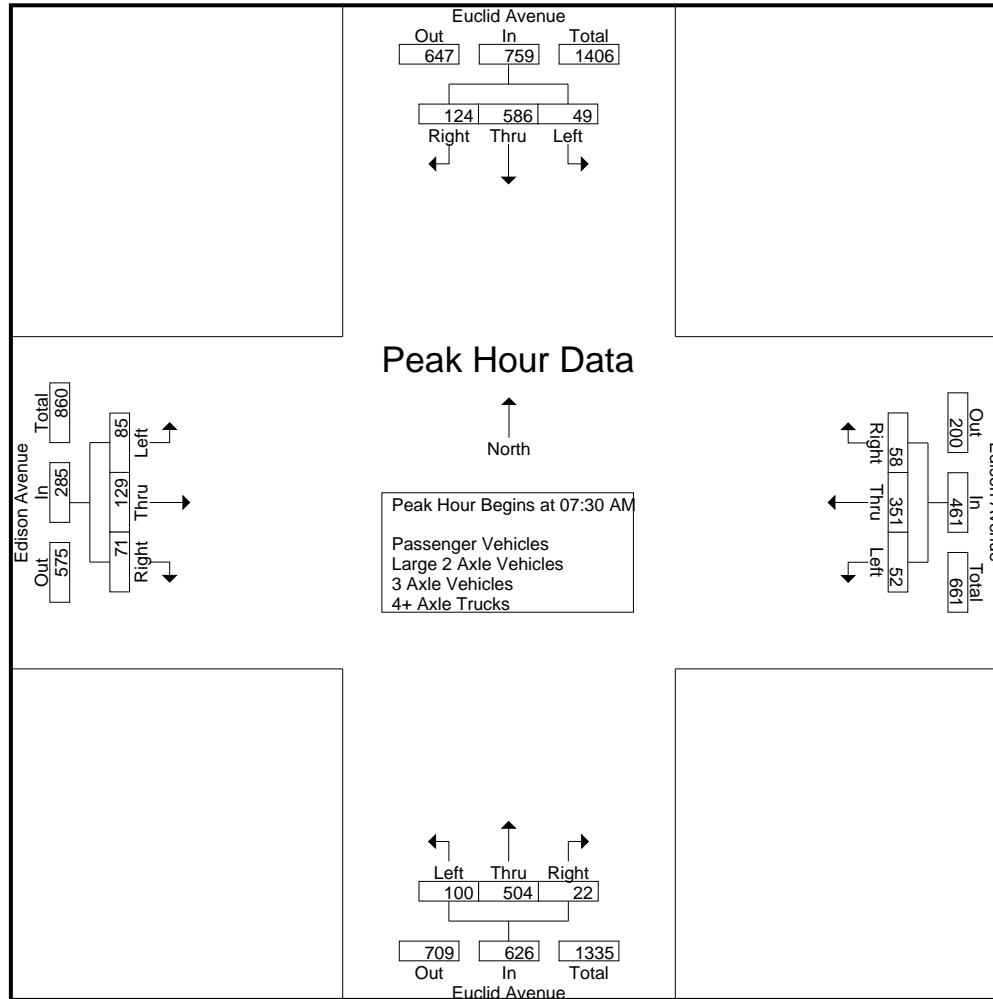 Euclid Avenue
Out In Total
647 759 1406
124 586 49
Right Thru Left
Peak Hour Data
North
Peak Hour Begins at 07:30 AM
Passenger Vehicles
Large 2 Axle Vehicles
3 Axle Vehicles
4+ Axle Trucks
Edison Avenue
Out In Total
575 285 860
71 129 85
Right Thru Left
Edison Avenue
Out In Total
200 461 661
58 351 52
Right Thru Left
Left Thru Right
100 504 22
709 626 1335
Out In Total
Euclid Avenue